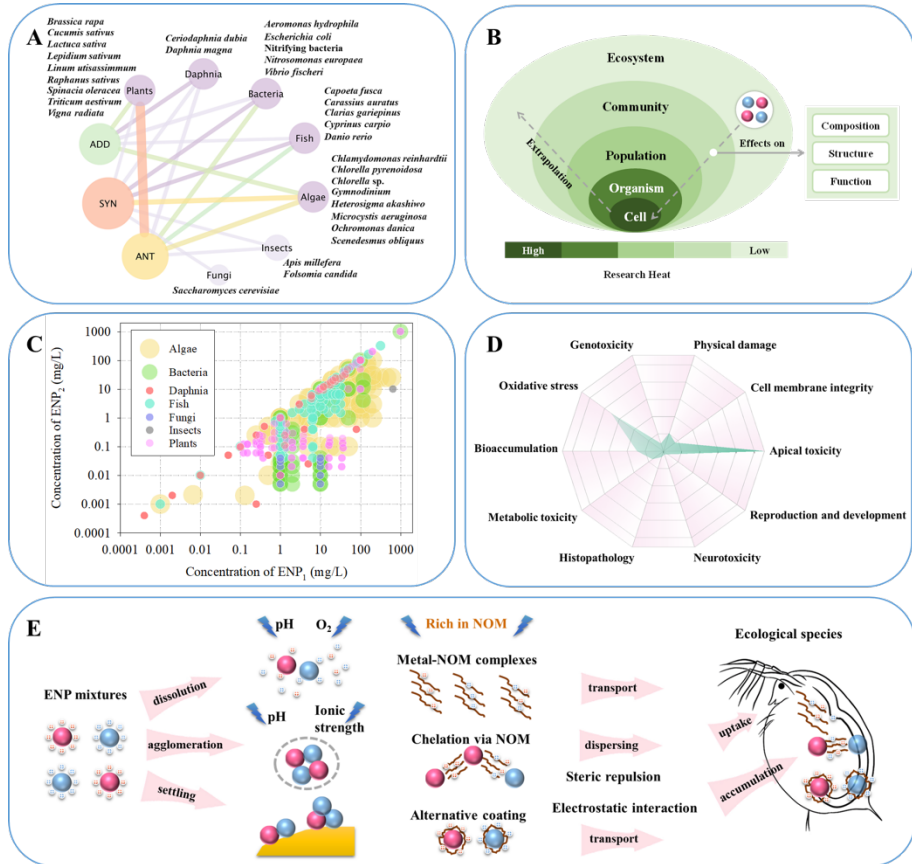 A
Brassica rapa
Cucumis sativus
Lactuca sativa
Lepidium sativum
Linum utisassimum
Raphanus sativus
Spinacia oleracea
Triticum aestivum
Vigna radiata
Ceriodaphnia dubia
Daphnia magna
Aeromonas hydrophila
Escherichia coli
Nitrifying bacteria
Nitrosomonas europaea
Vibrio fischeri
Capoeta fusca
Carassius auratus
Clarias gariepinus
Cyprinus carpio
Danio rerio
Chlamydomonas reinhardtii
Chlorella pyrenoidosa
Chlorella sp.
Gymnodinium
Heterosigma akashiwo
Microcystis aeruginosa
Ochromonas danica
Scenedesmus obliquus
Apis millefera
Folsomia candida
Saccharomyces cerevisiae
Plants
Daphnia
Bacteria
Fish
Algae
Insects
Fungi
ADD
SYN
ANT
B
Ecosystem
Community
Population
Organism
Cell
Extrapolation
Effects on
Composition
Structure
Function
High
Low
Research Heat
C
Concentration of ENP2 (mg/L)
1000
100
10
1
0.1
0.01
0.001
0.0001
Algae
Bacteria
Daphnia
Fish
Fungi
Insects
Plants
0.0001 0.001 0.01 0.1 1 10 100 1000
Concentration of ENP1 (mg/L)
D
Genotoxicity
Physical damage
Oxidative stress
Cell membrane integrity
Bioaccumulation
Apical toxicity
Metabolic toxicity
Reproduction and development
Histopathology
Neurotoxicity
E
ENP mixtures
dissolution
agglomeration
settling
pH O2
pH Ionic
strength
Rich in NOM
Metal-NOM complexes
Chelation via NOM
Alternative coating
transport
dispersing
Steric repulsion
Electrostatic interaction
transport
Ecological species
uptake
accumulation